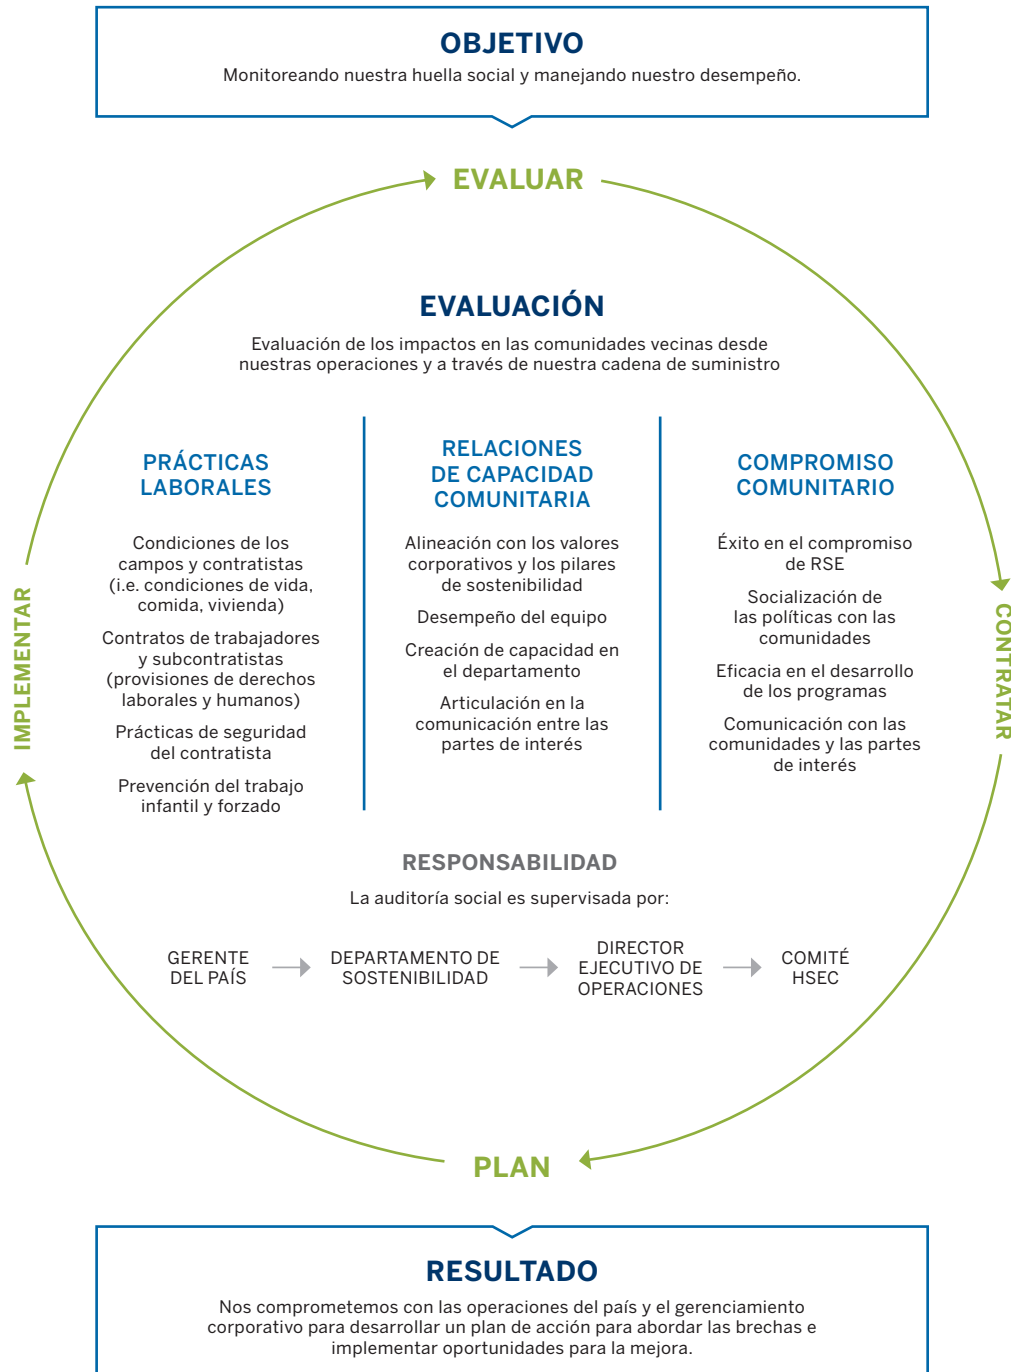 OBJETIVO
Monitoreando nuestra huella social y manejando nuestro desempeño.
EVALUAR
EVALUACIÓN
Evaluación de los impactos en las comunidades vecinas desde
nuestras operaciones y a través de nuestra cadena de suministro
PRÁCTICAS
LABORALES
Condiciones de los
campos y contratistas
(i.e. condiciones de vida,
comida, vivienda)
Contratos de trabajadores
y subcontratistas
(provisiones de derechos
laborales y humanos)
Prácticas de seguridad
del contratista
Prevención del trabajo
infantil y forzado
RELACIONES
DE CAPACIDAD
COMUNITARIA
Alineación con los valores
corporativos y los pilares
de sostenibilidad
Desempeño del equipo
Creación de capacidad en
el departamento
Articulación en la
comunicación entre las
partes de interés
COMPROMISO
COMUNITARIO
Éxito en el compromiso
de RSE
Socialización de
las políticas con las
comunidades
Eficacia en el desarrollo
de los programas
Comunicación con las
comunidades y las partes
de interés
CONTRATAR
IMPLEMENTAR
RESPONSABILIDAD
La auditoría social es supervisada por:
GERENTE
DEL PAÍS
DEPARTAMENTO DE
SOSTENIBILIDAD
DIRECTOR
EJECUTIVO DE
OPERACIONES
COMITÉ
HSEC
PLAN
RESULTADO
Nos comprometemos con las operaciones del país y el gerenciamiento
corporativo para desarrollar un plan de acción para abordar las brechas e
implementar oportunidades para la mejora.